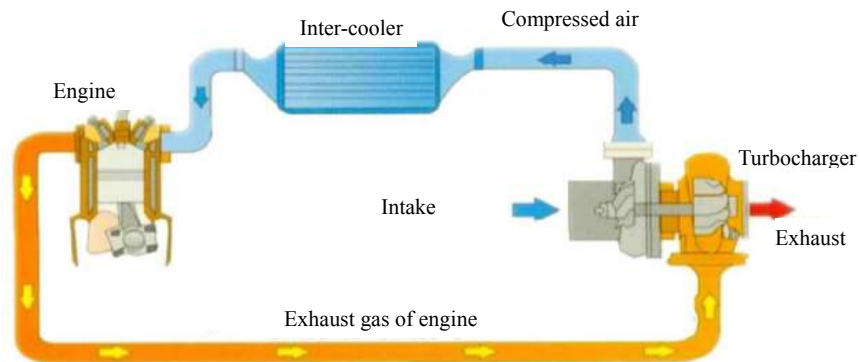 Inter-cooler
Compressed air
Engine
Turbocharger
Intake
Exhaust
Exhaust gas of engine